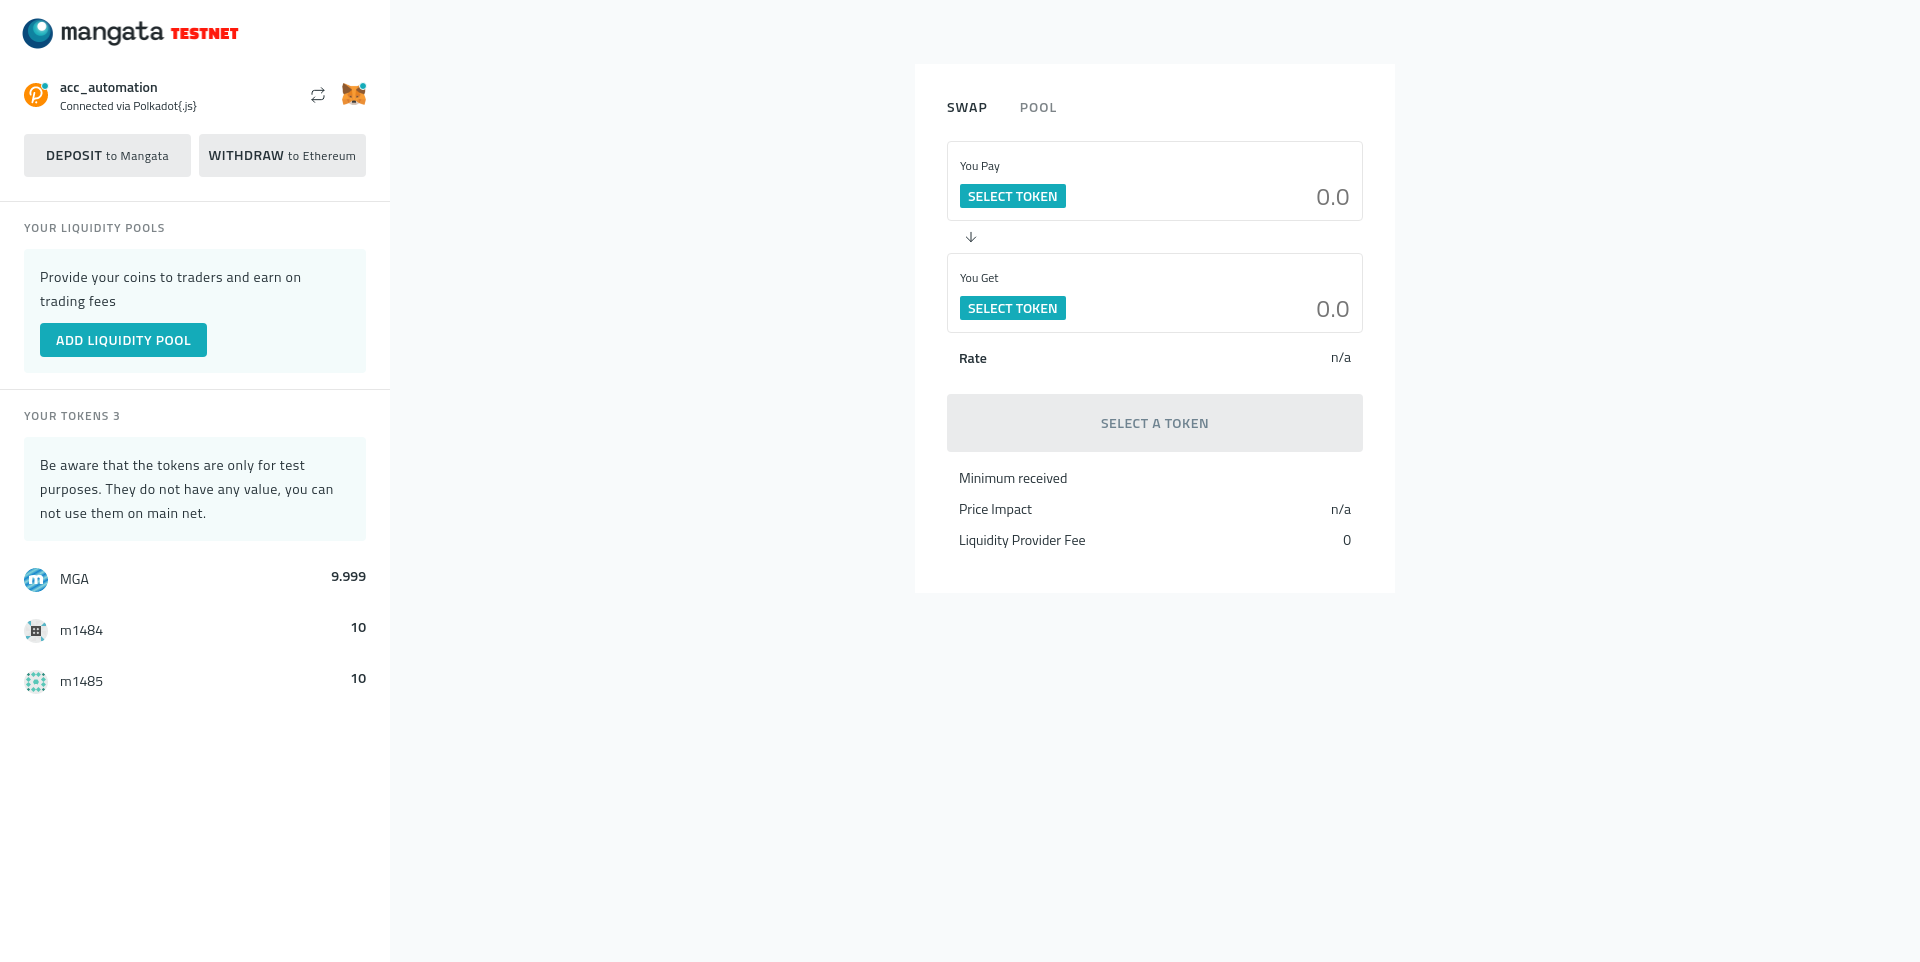 mangata TESTNET
acc_automation
Connected via Polkadot{.js}
DEPOSIT to Mangata
WITHDRAW to Ethereum
YOUR LIQUIDITY POOLS
Provide your coins to traders and earn on
trading fees
ADD LIQUIDITY POOL
YOUR TOKENS 3
Be aware that the tokens are only for test
purposes. They do not have any value, you can
not use them on main net.
MGA 9.999
m1484 10
m1485 10
SWAP POOL
You Pay
SELECT TOKEN 0.0
You Get
SELECT TOKEN 0.0
Rate n/a
SELECT A TOKEN
Minimum received
Price Impact n/a
Liquidity Provider Fee 0